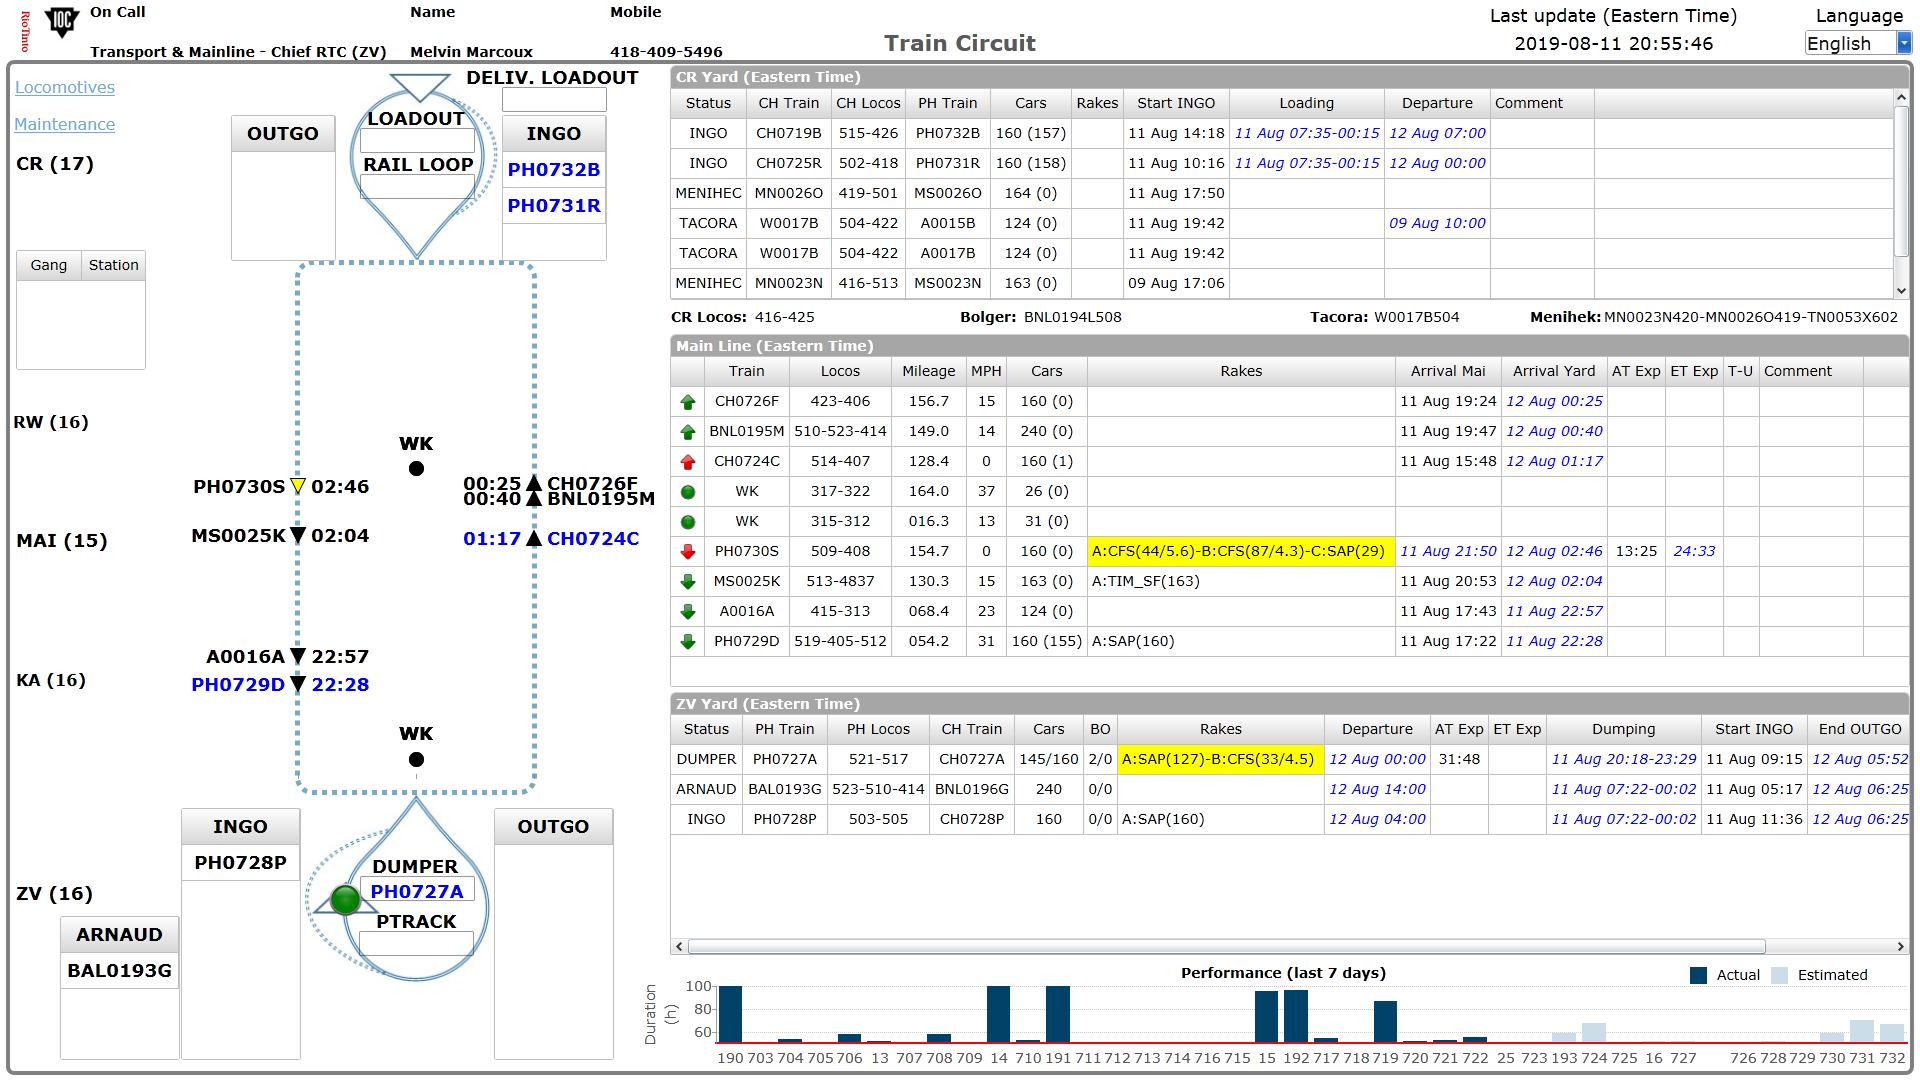 RioTinto IOC On Call Name Mobile
Transport & Mainline - Chief RTC (ZV) Melvin Marcoux 418-409-5496
Train Circuit
Last update (Eastern Time)
2019-08-11 20:55:46
Language
English
Locomotives
Maintenance
CR (17)
OUTGO
DELIV. LOADOUT
LOADOUT
RAIL LOOP
INGO
PH0732B
PH0731R
Gang Station
RW (16)
WK
PH0730S 02:46
00:25 CH0726F
00:40 BNL0195M
MAI (15)
MS0025K 02:04
01:17 CH0724C
A0016A 22:57
KA (16)
PH0729D 22:28
WK
INGO
PH0728P
DUMPER
PH0727A
PTRACK
OUTGO
ZV (16)
ARNAUD
BAL0193G
CR Yard (Eastern Time)
Status CH Train CH Locos PH Train Cars Rakes Start INGO Loading Departure Comment
INGO CH0719B 515-426 PH0732B 160 (157) 11 Aug 14:18 11 Aug 07:35-00:15 12 Aug 07:00
INGO CH0725R 502-418 PH0731R 160 (158) 11 Aug 10:16 11 Aug 07:35-00:15 12 Aug 00:00
MENIHEC MN0026O 419-501 MS0026O 164 (0) 11 Aug 17:50
TACORA W0017B 504-422 A0015B 124 (0) 11 Aug 19:42 09 Aug 10:00
TACORA W0017B 504-422 A0017B 124 (0) 11 Aug 19:42
MENIHEC MN0023N 416-513 MS0023N 163 (0) 09 Aug 17:06
CR Locos: 416-425 Bolger: BNL0194L508 Tacora: W0017B504 Menihek: MN0023N420-MN0026O419-TN0053X602
Main Line (Eastern Time)
Train Locos Mileage MPH Cars Rakes Arrival Mai Arrival Yard AT Exp ET Exp T-U Comment
CH0726F 423-406 156.7 15 160 (0) 11 Aug 19:24 12 Aug 00:25
BNL0195M 510-523-414 149.0 14 240 (0) 11 Aug 19:47 12 Aug 00:40
CH0724C 514-407 128.4 0 160 (1) 11 Aug 15:48 12 Aug 01:17
WK 317-322 164.0 37 26 (0)
WK 315-312 016.3 13 31 (0)
PH0730S 509-408 154.7 0 160 (0) A:CFS(44/5.6)-B:CFS(87/4.3)-C:SAP(29) 11 Aug 21:50 12 Aug 02:46 13:25 24:33
MS0025K 513-4837 130.3 15 163 (0) A:TIM_SF(163) 11 Aug 20:53 12 Aug 02:04
A0016A 415-313 068.4 23 124 (0) 11 Aug 17:43 11 Aug 22:57
PH0729D 519-405-512 054.2 31 160 (155) A:SAP(160) 11 Aug 17:22 11 Aug 22:28
ZV Yard (Eastern Time)
Status PH Train PH Locos CH Train Cars BO Rakes Departure AT Exp ET Exp Dumping Start INGO End OUTGO
DUMPER PH0727A 521-517 CH0727A 145/160 2/0 A:SAP(127)-B:CFS(33/4.5) 12 Aug 00:00 31:48 11 Aug 20:18-23:29 11 Aug 09:15 12 Aug 05:52
ARNAUD BAL0193G 523-510-414 BNL0196G 240 0/0 12 Aug 14:00 11 Aug 07:22-00:02 11 Aug 05:17 12 Aug 06:25
INGO PH0728P 503-505 CH0728P 160 0/0 A:SAP(160) 12 Aug 04:00 11 Aug 07:22-00:02 11 Aug 11:36 12 Aug 06:25
Performance (last 7 days)
Actual Estimated
Duration (h)
100
80
60
190 703 704 705 706 13 707 708 709 14 710 191 711 712 713 714 716 715 15 192 717 718 719 720 721 722 25 723 193 724 725 16 727 726 728 729 730 731 732